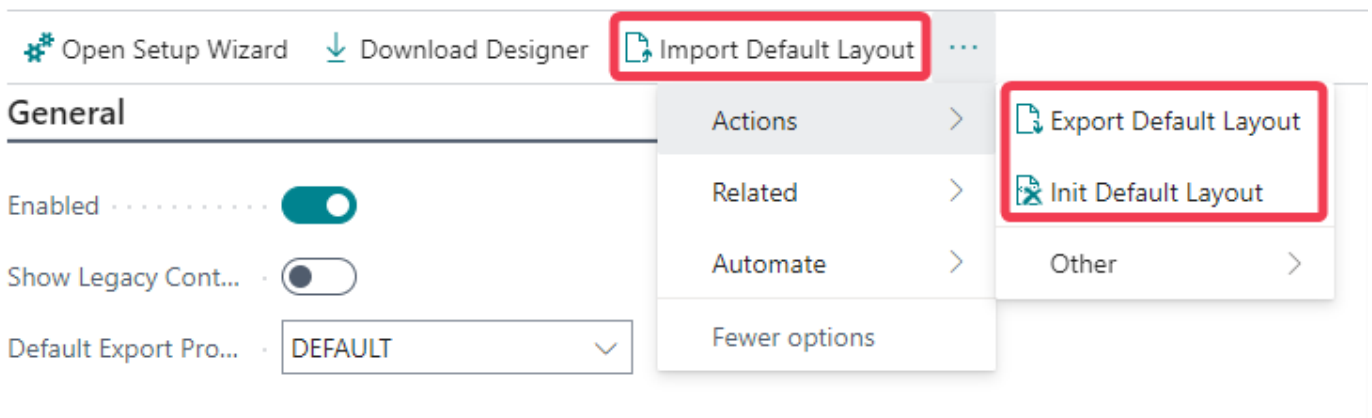 Open Setup Wizard Download Designer Import Default Layout ...
General
Actions Export Default Layout
Enabled
Related Init Default Layout
Show Legacy Cont...
Automate Other
Default Export Pro... DEFAULT
Fewer options